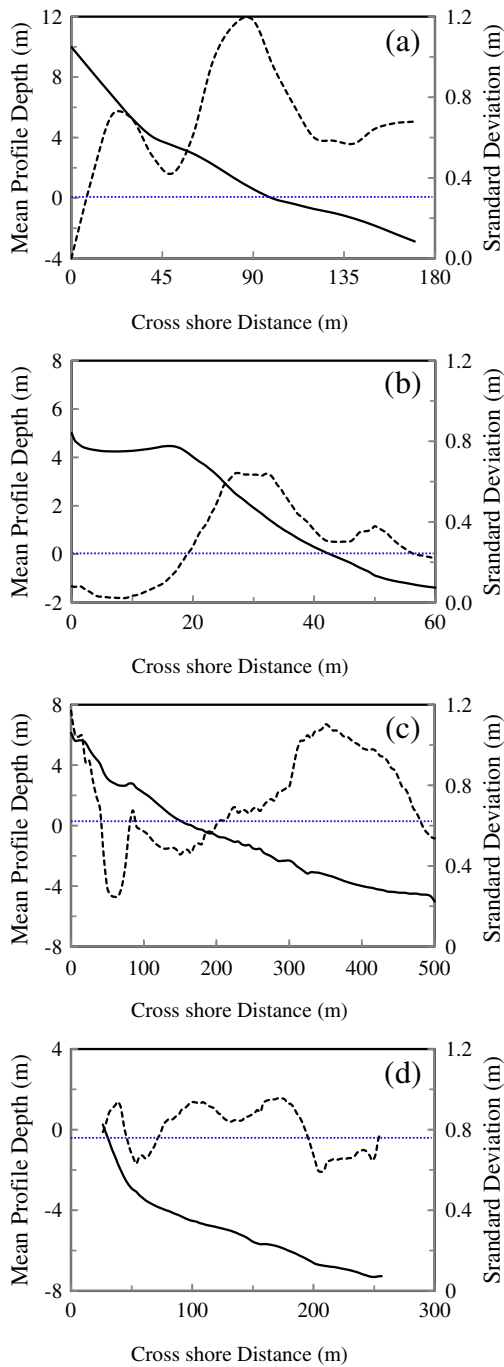 (a)
Mean Profile Depth (m)
12
8
4
0
-4
1.2
0.8
0.4
0.0
Strandard Deviation (m)
0 45 90 135 180
Cross shore Distance (m)
(b)
Mean Profile Depth (m)
8
6
4
2
0
-2
1.2
0.8
0.4
0.0
Strandard Deviation (m)
0 20 40 60
Cross shore Distance (m)
(c)
Mean Profile Depth (m)
8
4
0
-4
-8
1.2
0.8
0.4
0
Strandard Deviation (m)
0 100 200 300 400 500
Cross shore Distance (m)
(d)
Mean Profile Depth (m)
4
0
-4
-8
1.2
0.8
0.4
0
Strandard Deviation (m)
0 100 200 300
Cross shore Distance (m)